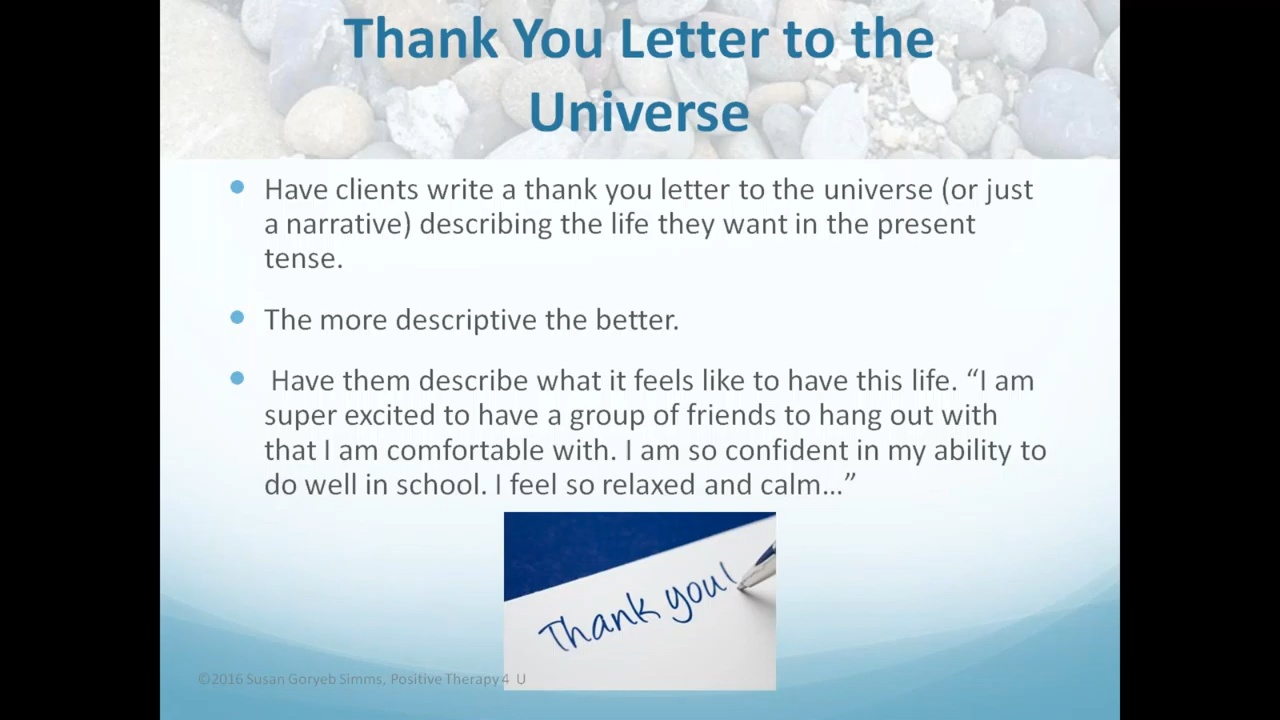 Thank You Letter to the
Universe
• Have clients write a thank you letter to the universe (or just
a narrative) describing the life they want in the present
tense.
• The more descriptive the better.
• Have them describe what it feels like to have this life. “I am
super excited to have a group of friends to hang out with
that I am comfortable with. I am so confident in my ability to
do well in school. I feel so relaxed and calm…”
Thank you!
©2016 Susan Goryeb Simms, Positive Therapy 4 U